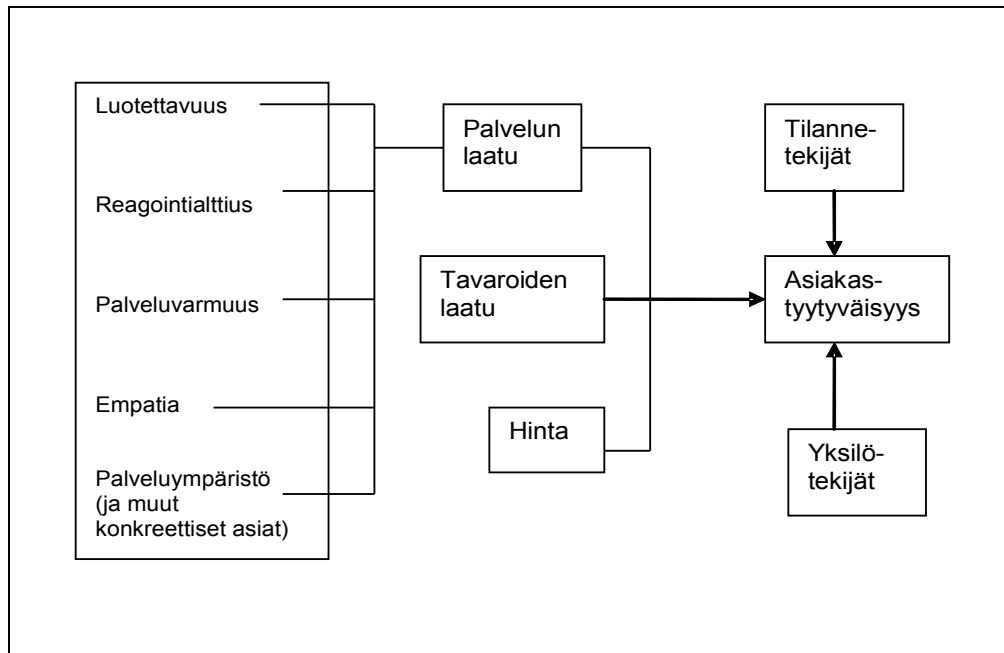 Luotettavuus
Reagointialttius
Palveluvarmuus
Empatia
Palveluympäristö
(ja muut
konkreettiset asiat)
Palvelun
laatu
Tavaroiden
laatu
Hinta
Tilanne-
tekijät
Asiakas-
tyytyväisyys
Yksilö-
tekijät